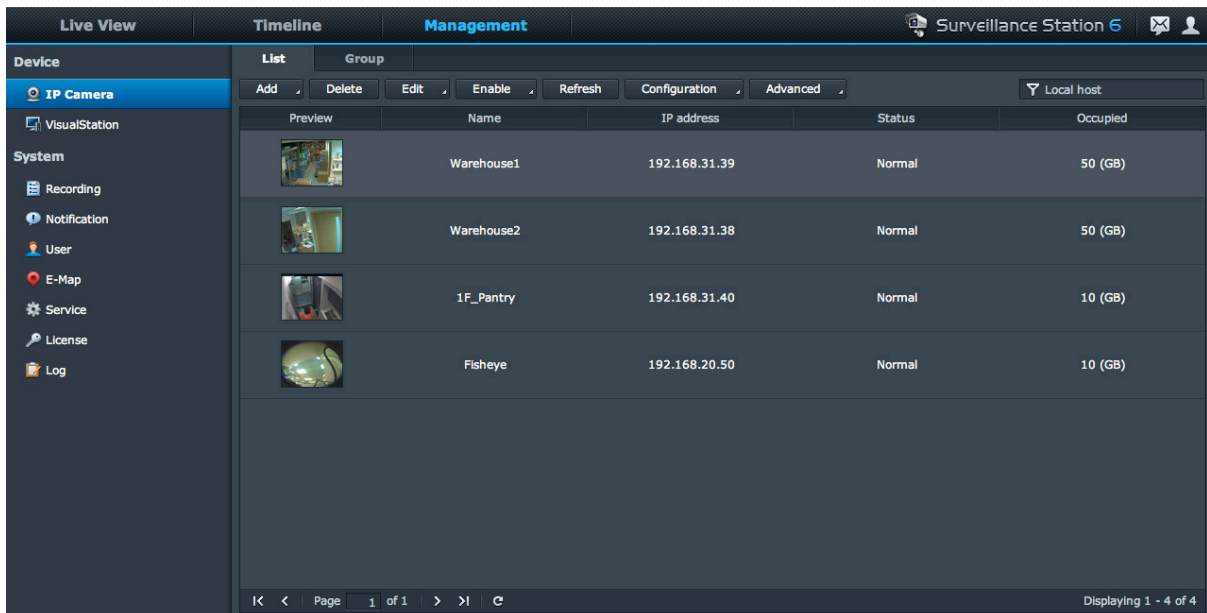 Live View Timeline Management Surveillance Station 6
Device
IP Camera
VisualStation
System
Recording
Notification
User
E-Map
Service
License
Log
List Group
Add Delete Edit Enable Refresh Configuration Advanced Local host
Preview Name IP address Status Occupied
Warehouse1 192.168.31.39 Normal 50 (GB)
Warehouse2 192.168.31.38 Normal 50 (GB)
1F_Pantry 192.168.31.40 Normal 10 (GB)
Fisheye 192.168.20.50 Normal 10 (GB)
Page 1 of 1 Displaying 1 - 4 of 4